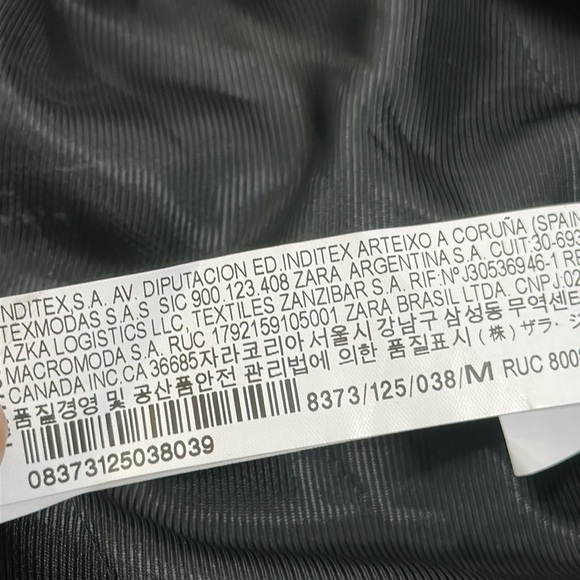 INDITEX,S.A. AV. DIPUTACION ED.INDITEX ARTEIXO A CORUÑA (SPAIN
TEXMODAS S.A.S SIC 900.123.408 ZARA ARGENTINA S.A. CUIT:30-695
AZKA LOGISTICS LLC, TEXTILES ZANZIBAR S.A. RIF:Nº J30536946-1 RE
MACROMODA S.A. RUC 1792159105001 ZARA BRASIL LTDA. CNPJ:02
CANADA INC.CA 36685자라코리아 서울시 강남구 삼성동 무역센터
품질경영 및 공산품안전 관리법에 의한 품질표시 (株) ザラ・
8373/125/038/M RUC 800
08373125038039